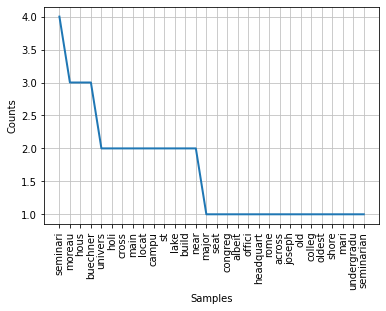 4.0
3.5
3.0
2.5
2.0
1.5
1.0
Counts
seminari
moreau
hous
buechner
univers
holi
cross
main
locat
campu
st
lake
build
near
major
seat
congreg
albeit
offici
headquart
rome
across
joseph
old
colleg
oldest
shore
mari
undergradu
seminarian
Samples